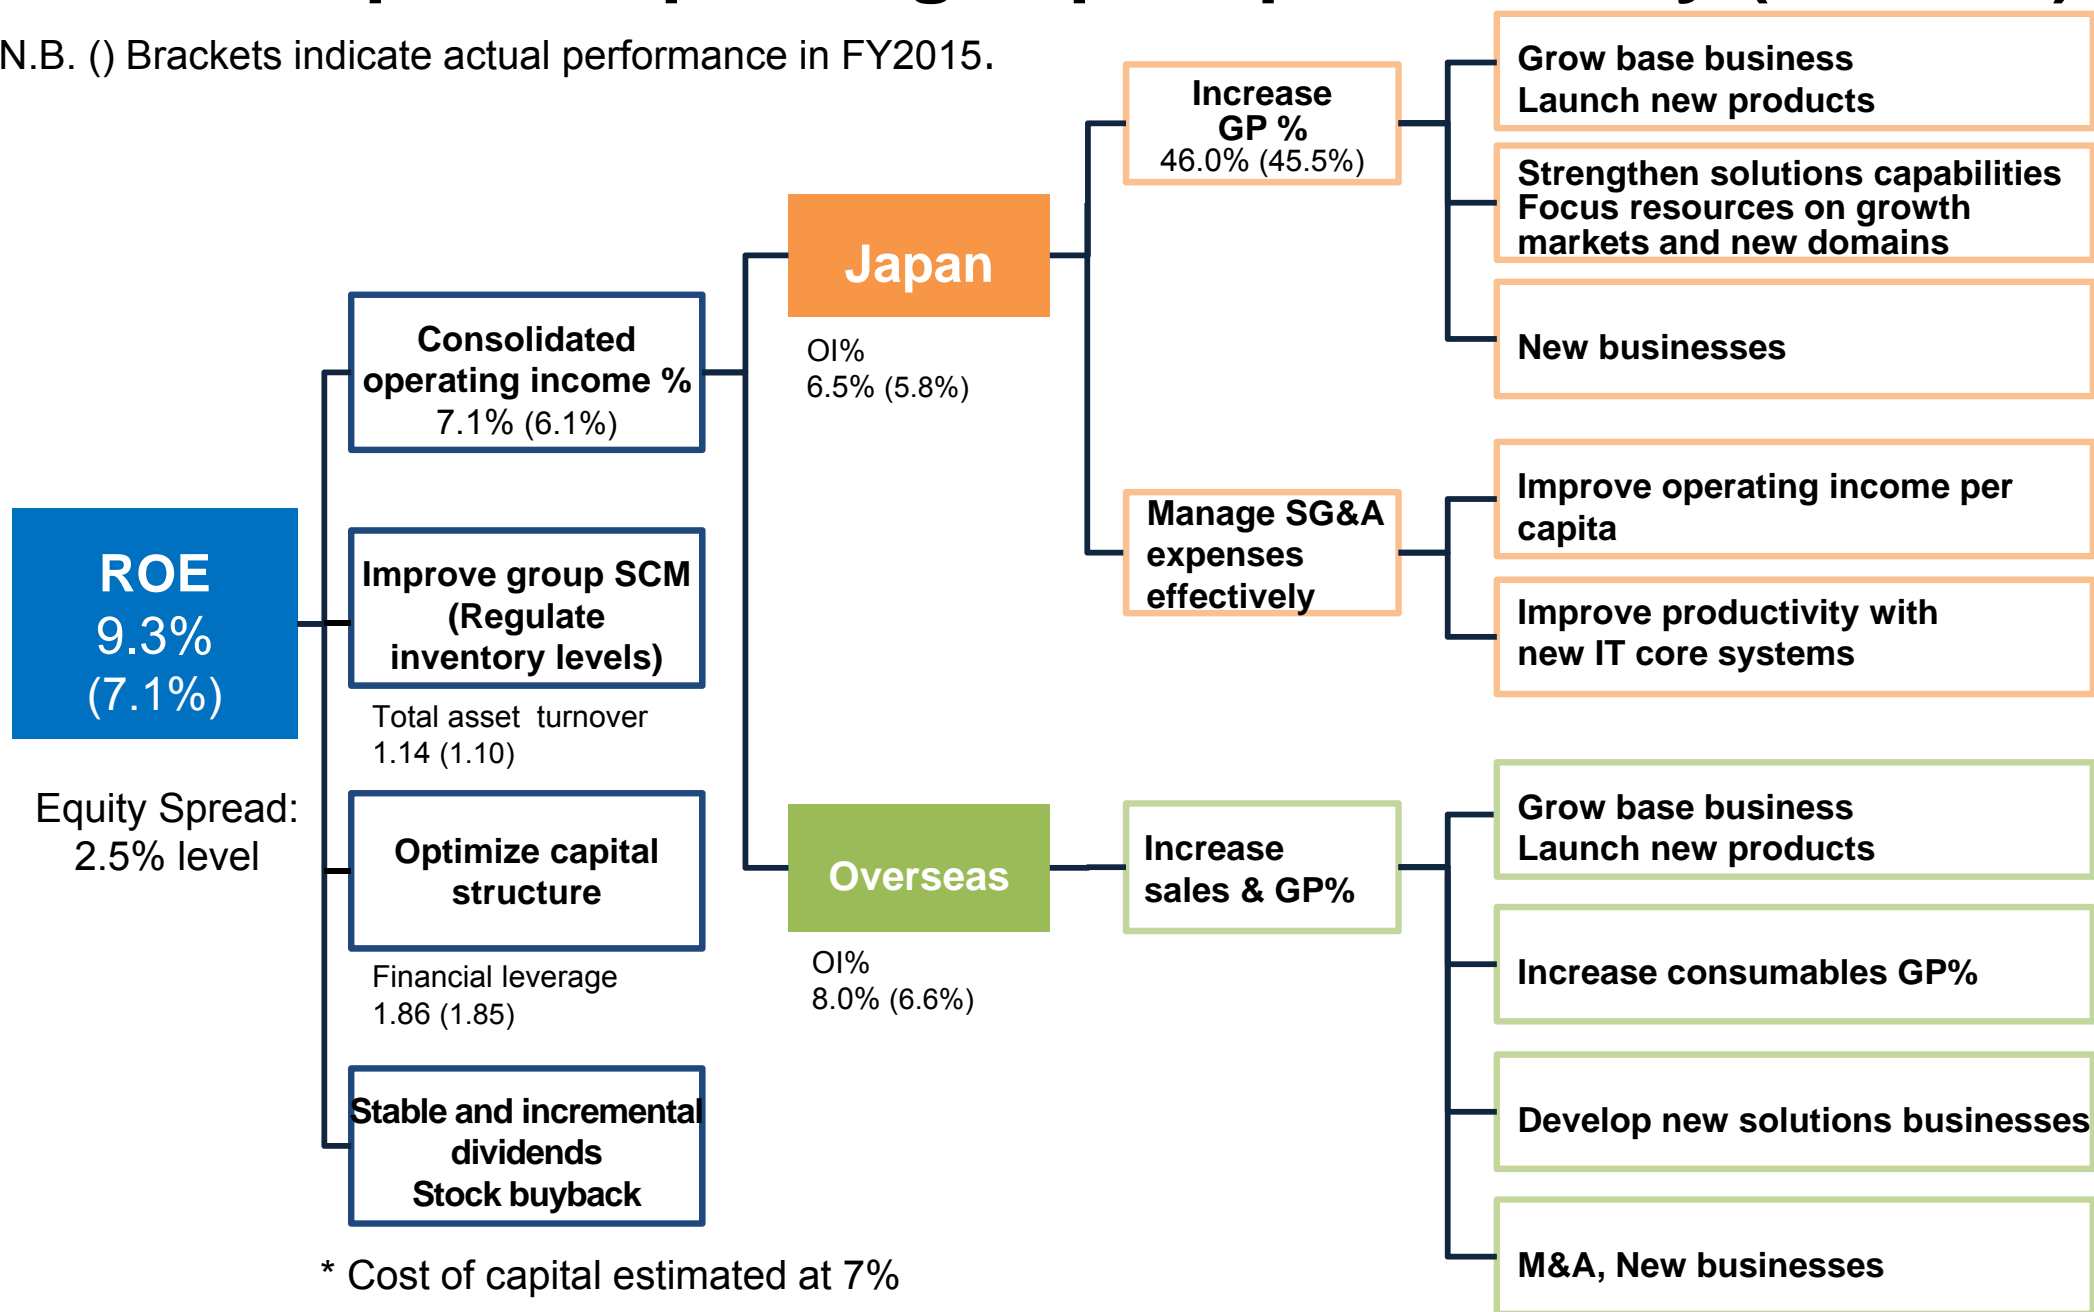 N.B. () Brackets indicate actual performance in FY2015.
ROE
9.3%
(7.1%)
Equity Spread:
2.5% level
Consolidated
operating income %
7.1% (6.1%)
Improve group SCM
(Regulate
inventory levels)
Total asset turnover
1.14 (1.10)
Optimize capital
structure
Financial leverage
1.86 (1.85)
Stable and incremental
dividends
Stock buyback
* Cost of capital estimated at 7%
Japan
OI%
6.5% (5.8%)
Overseas
OI%
8.0% (6.6%)
Increase
GP %
46.0% (45.5%)
Manage SG&A
expenses
effectively
Increase
sales & GP%
Grow base business
Launch new products
Strengthen solutions capabilities
Focus resources on growth
markets and new domains
New businesses
Improve operating income per
capita
Improve productivity with
new IT core systems
Grow base business
Launch new products
Increase consumables GP%
Develop new solutions businesses
M&A, New businesses